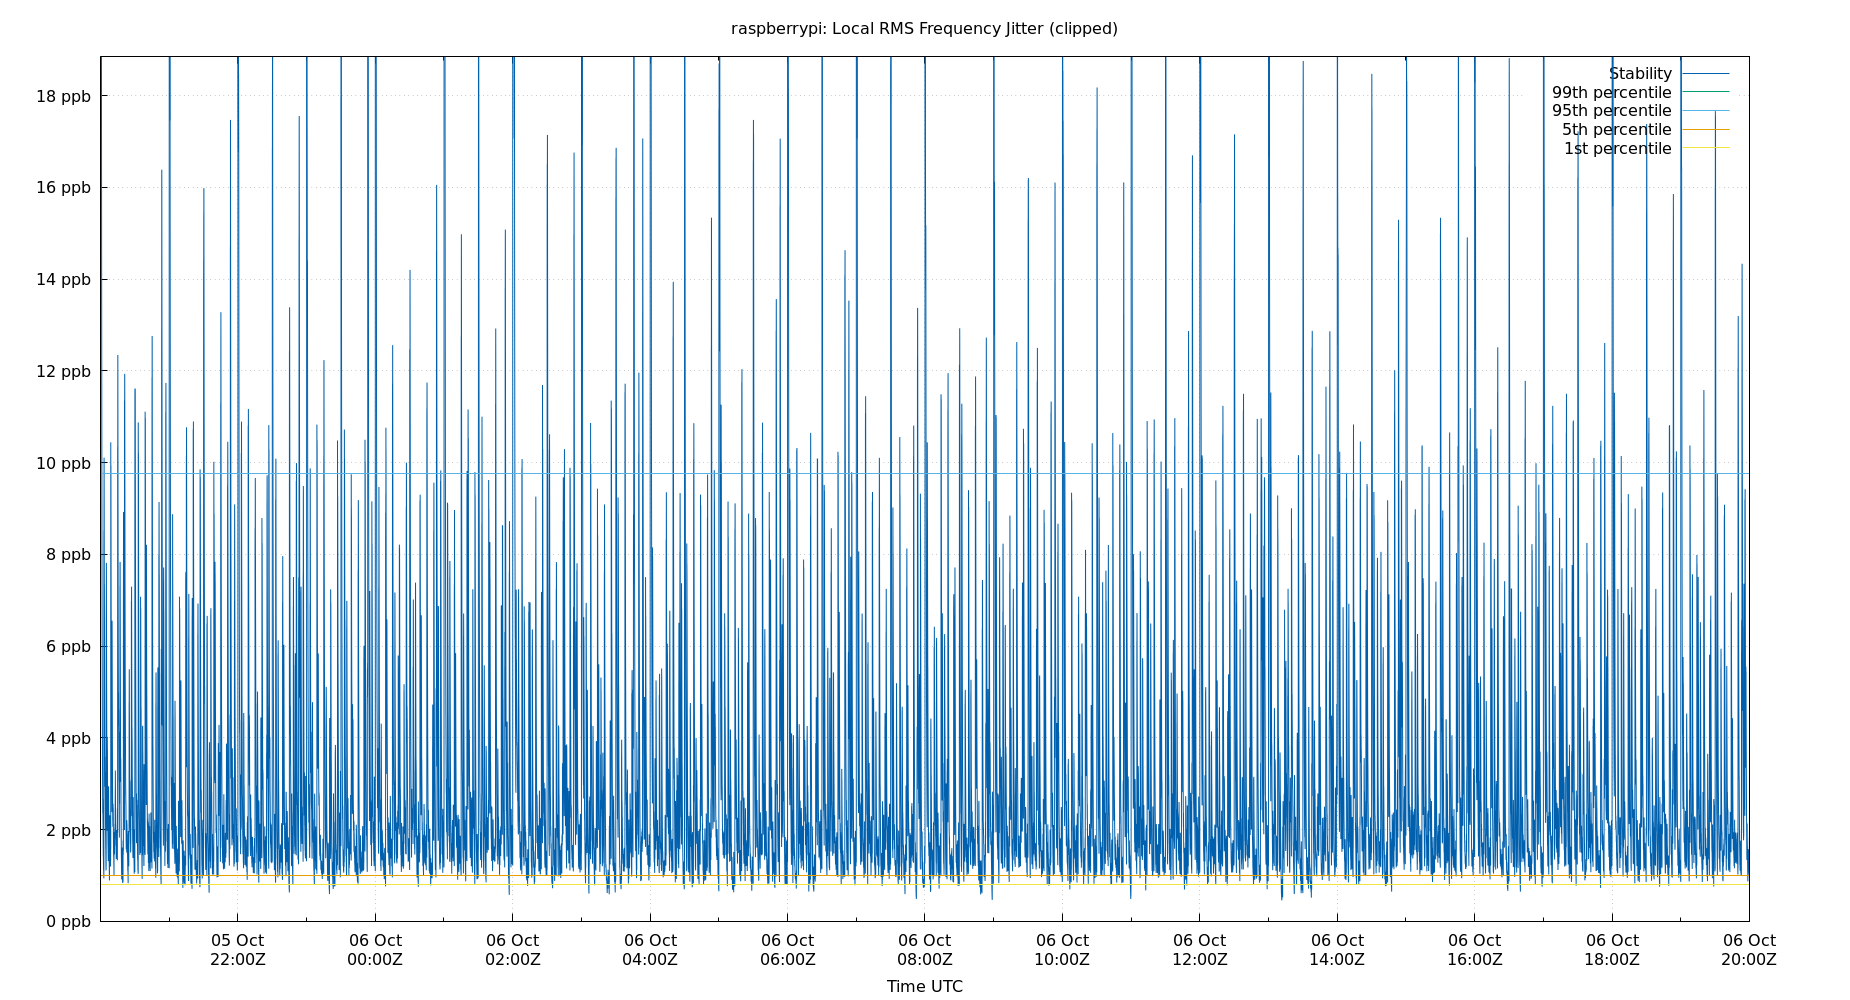 raspberrypi: Local RMS Frequency Jitter (clipped)
Stability
99th percentile
95th percentile
5th percentile
1st percentile
18 ppb
16 ppb
14 ppb
12 ppb
10 ppb
8 ppb
6 ppb
4 ppb
2 ppb
0 ppb
05 Oct 06 Oct 06 Oct 06 Oct 06 Oct 06 Oct 06 Oct 06 Oct 06 Oct 06 Oct 06 Oct 06 Oct
22:00Z 00:00Z 02:00Z 04:00Z 06:00Z 08:00Z 10:00Z 12:00Z 14:00Z 16:00Z 18:00Z 20:00Z
Time UTC